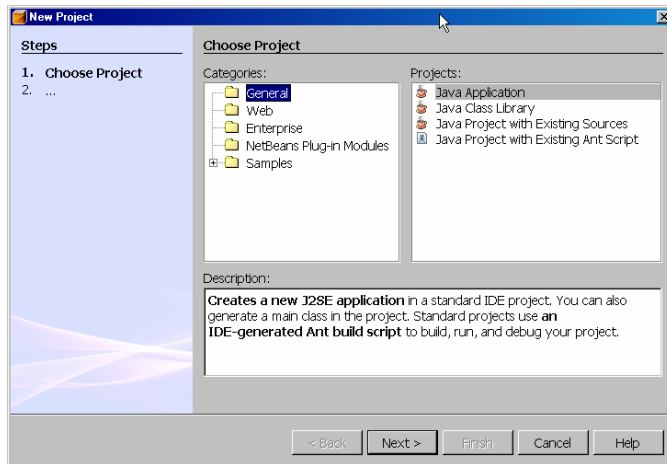 New Project
Steps
1. Choose Project
2. ...
Choose Project
Categories:
General
Web
Enterprise
NetBeans Plug-in Modules
Samples
Projects:
Java Application
Java Class Library
Java Project with Existing Sources
Java Project with Existing Ant Script
Description:
Creates a new J2SE application in a standard IDE project. You can also
generate a main class in the project. Standard projects use an
IDE-generated Ant build script to build, run, and debug your project.
< Back
Next >
Finish
Cancel
Help